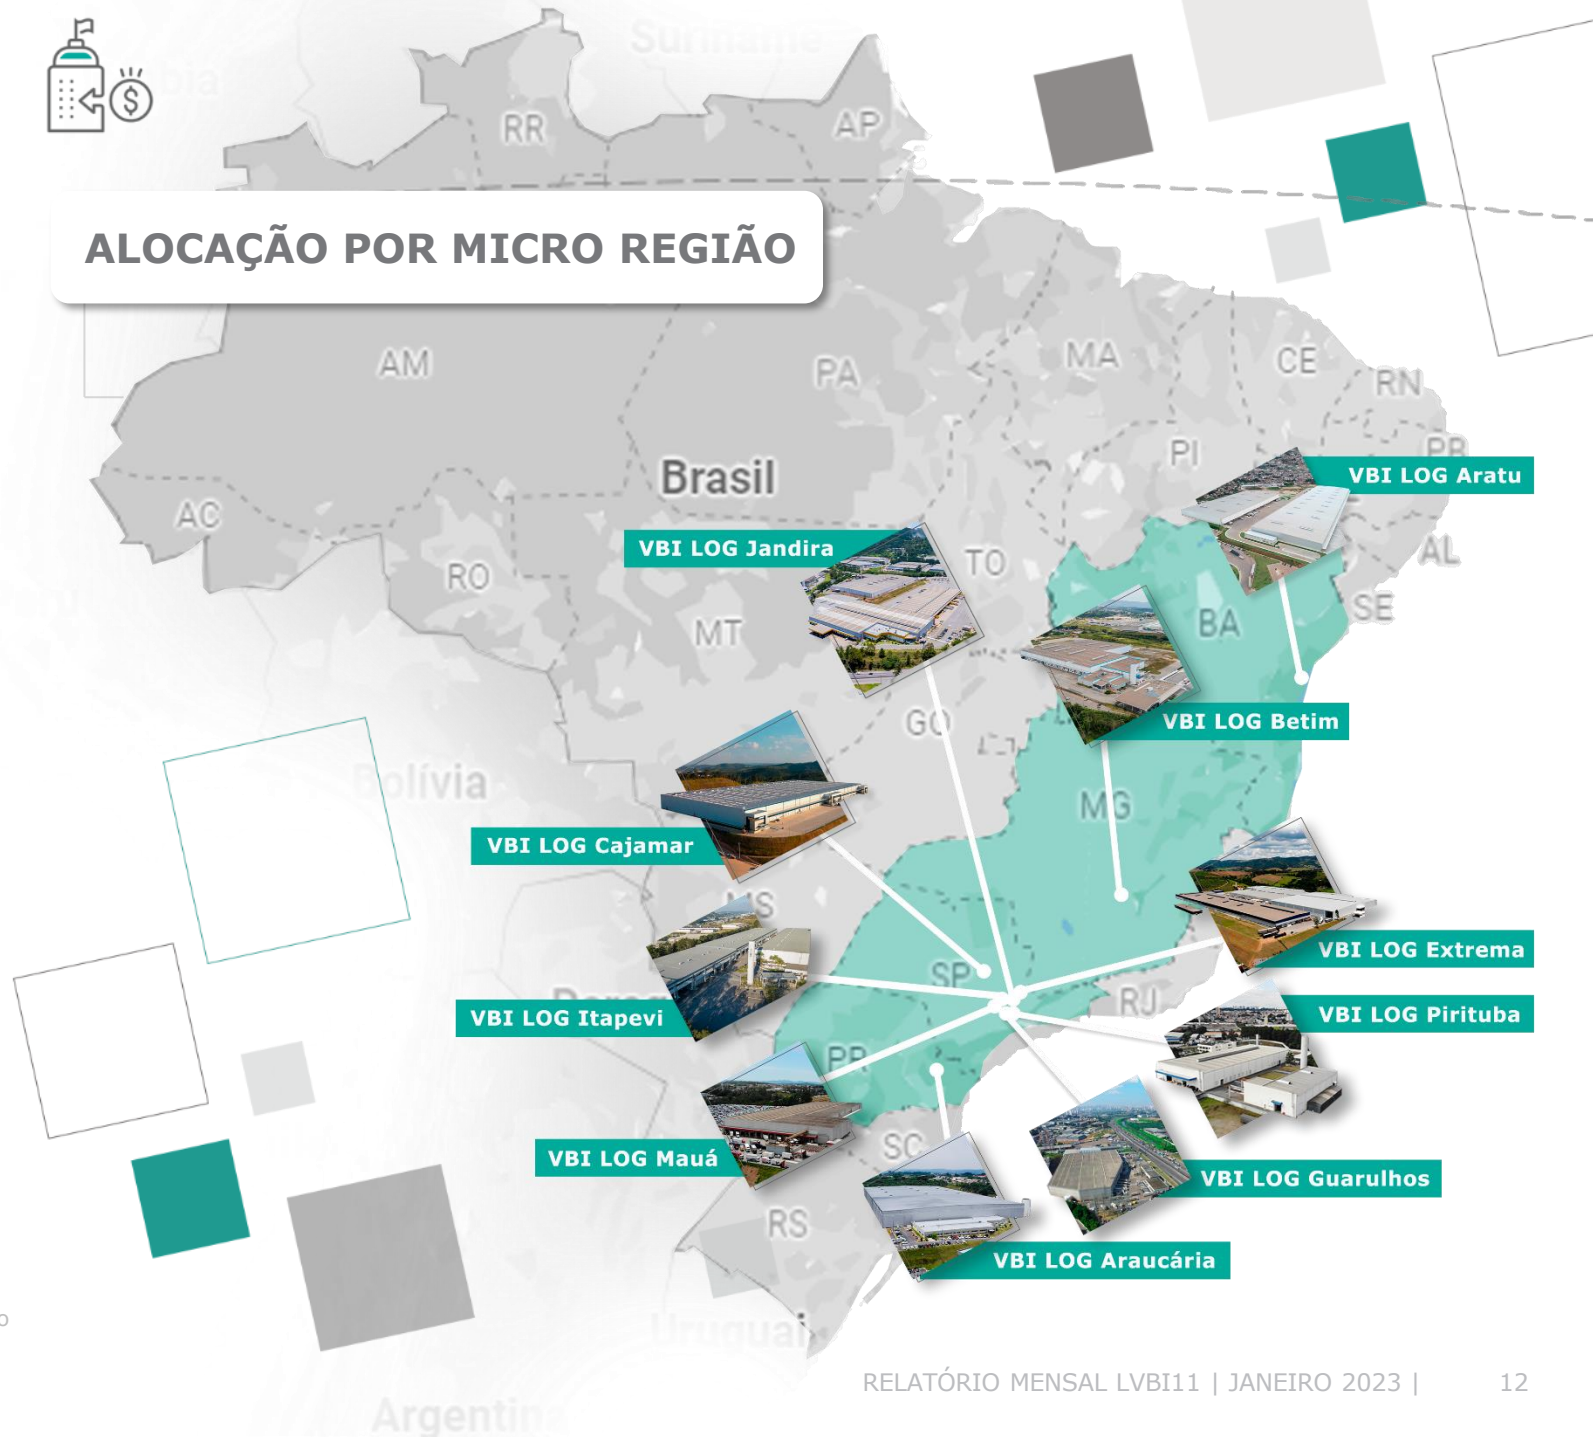 Suriname
bia
RR
AP
ALOCAÇÃO POR MICRO REGIÃO
AM
PA
MA
CE
RN
PB
PI
Brasil
VBI LOG Aratu
AC
VBI LOG Jandira
TO
AL
RO
MT
BA
SE
GO
VBI LOG Betim
Bolívia
MG
VBI LOG Cajamar
MS
VBI LOG Extrema
SP
RJ
VBI LOG Itapevi
VBI LOG Pirituba
PR
VBI LOG Mauá
SC
VBI LOG Guarulhos
RS
VBI LOG Araucária
o
Uruguai
RELATÓRIO MENSAL LVBI11 | JANEIRO 2023 | 12
Argentin